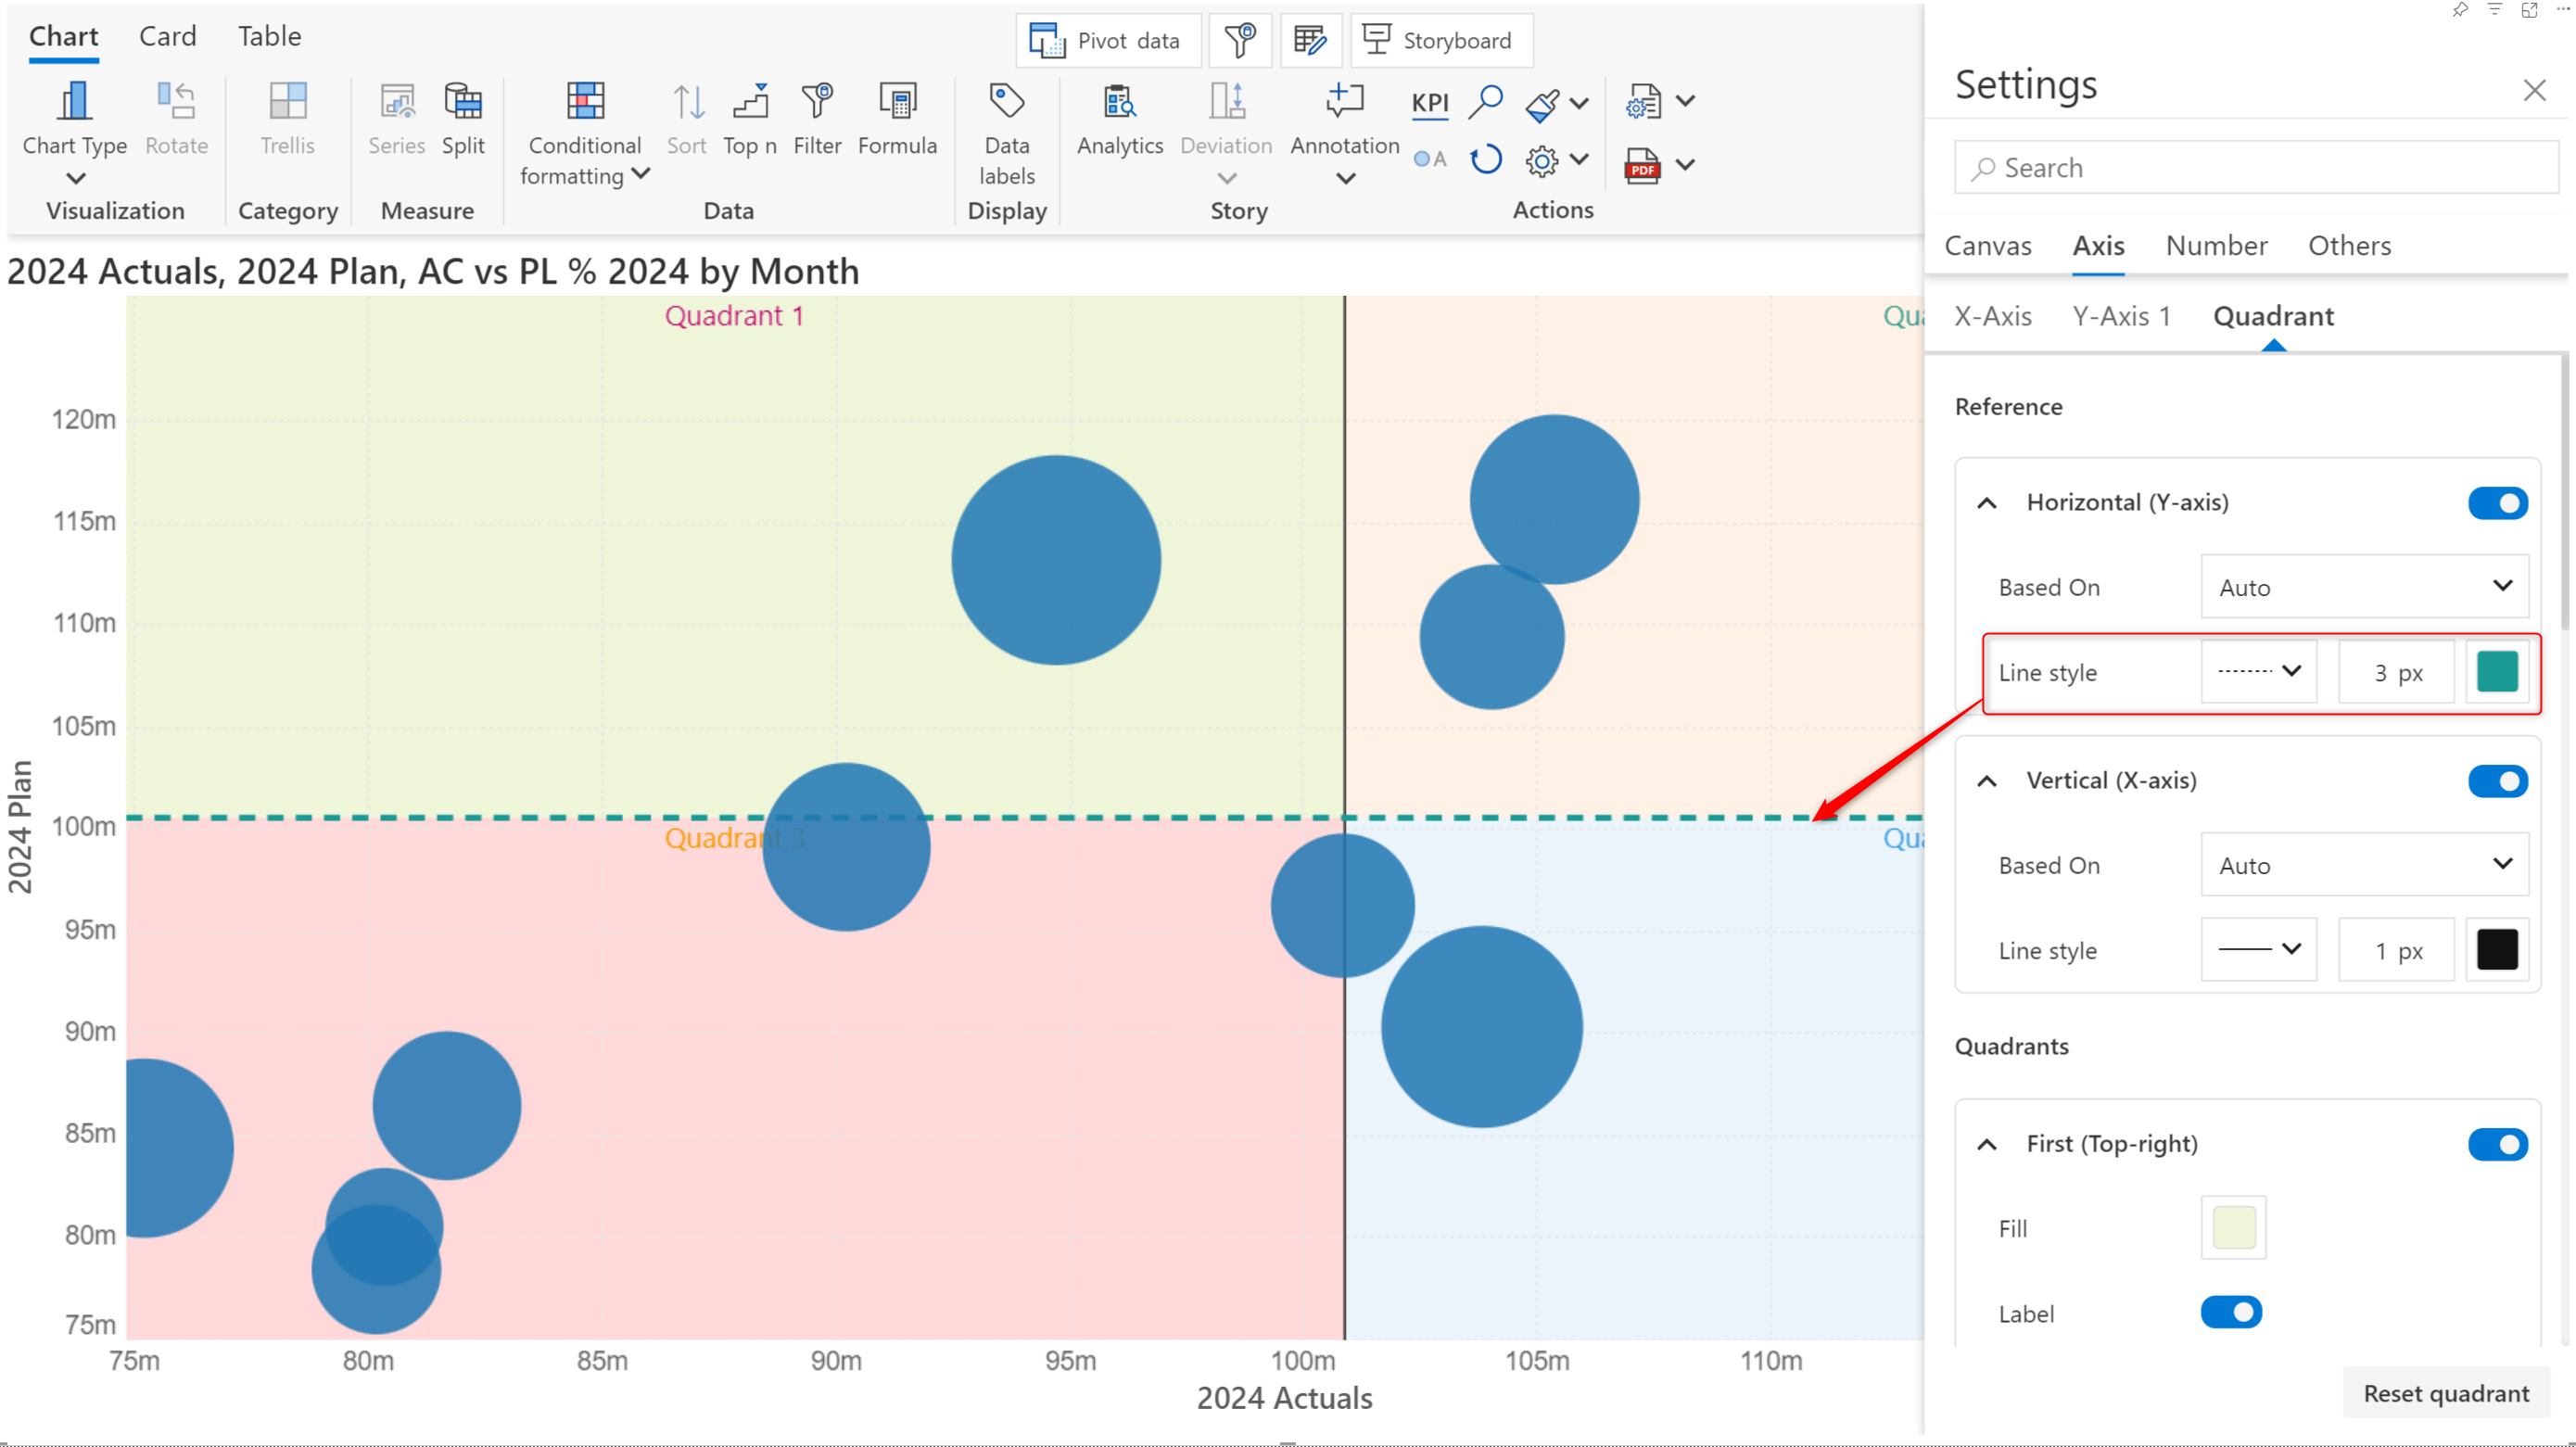 Chart Card Table
Pivot data
Storyboard
Chart Type
Rotate
Trellis
Series
Split
Conditional
formatting
Sort
Top n
Filter
Formula
Data
labels
Analytics
Deviation
Annotation
KPI
A
PDF
Visualization
Category
Measure
Data
Display
Story
Actions
2024 Actuals, 2024 Plan, AC vs PL % 2024 by Month
Quadrant 1
Qua
120m
115m
110m
105m
100m
95m
90m
85m
80m
75m
2024 Plan
Quadrant 3
Qua
75m 80m 85m 90m 95m 100m 105m 110m
2024 Actuals
Settings
Search
Canvas Axis Number Others
X-Axis Y-Axis 1 Quadrant
Reference
Horizontal (Y-axis)
Based On Auto
Line style 3 px
Vertical (X-axis)
Based On Auto
Line style 1 px
Quadrants
First (Top-right)
Fill
Label
Reset quadrant